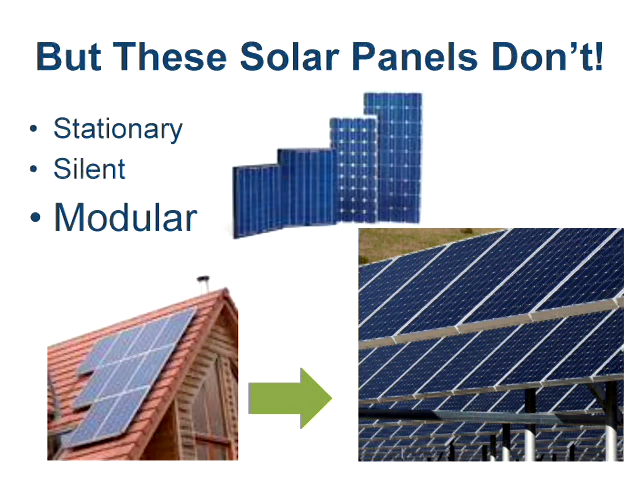 But These Solar Panels Don't!
• Stationary
• Silent
• Modular